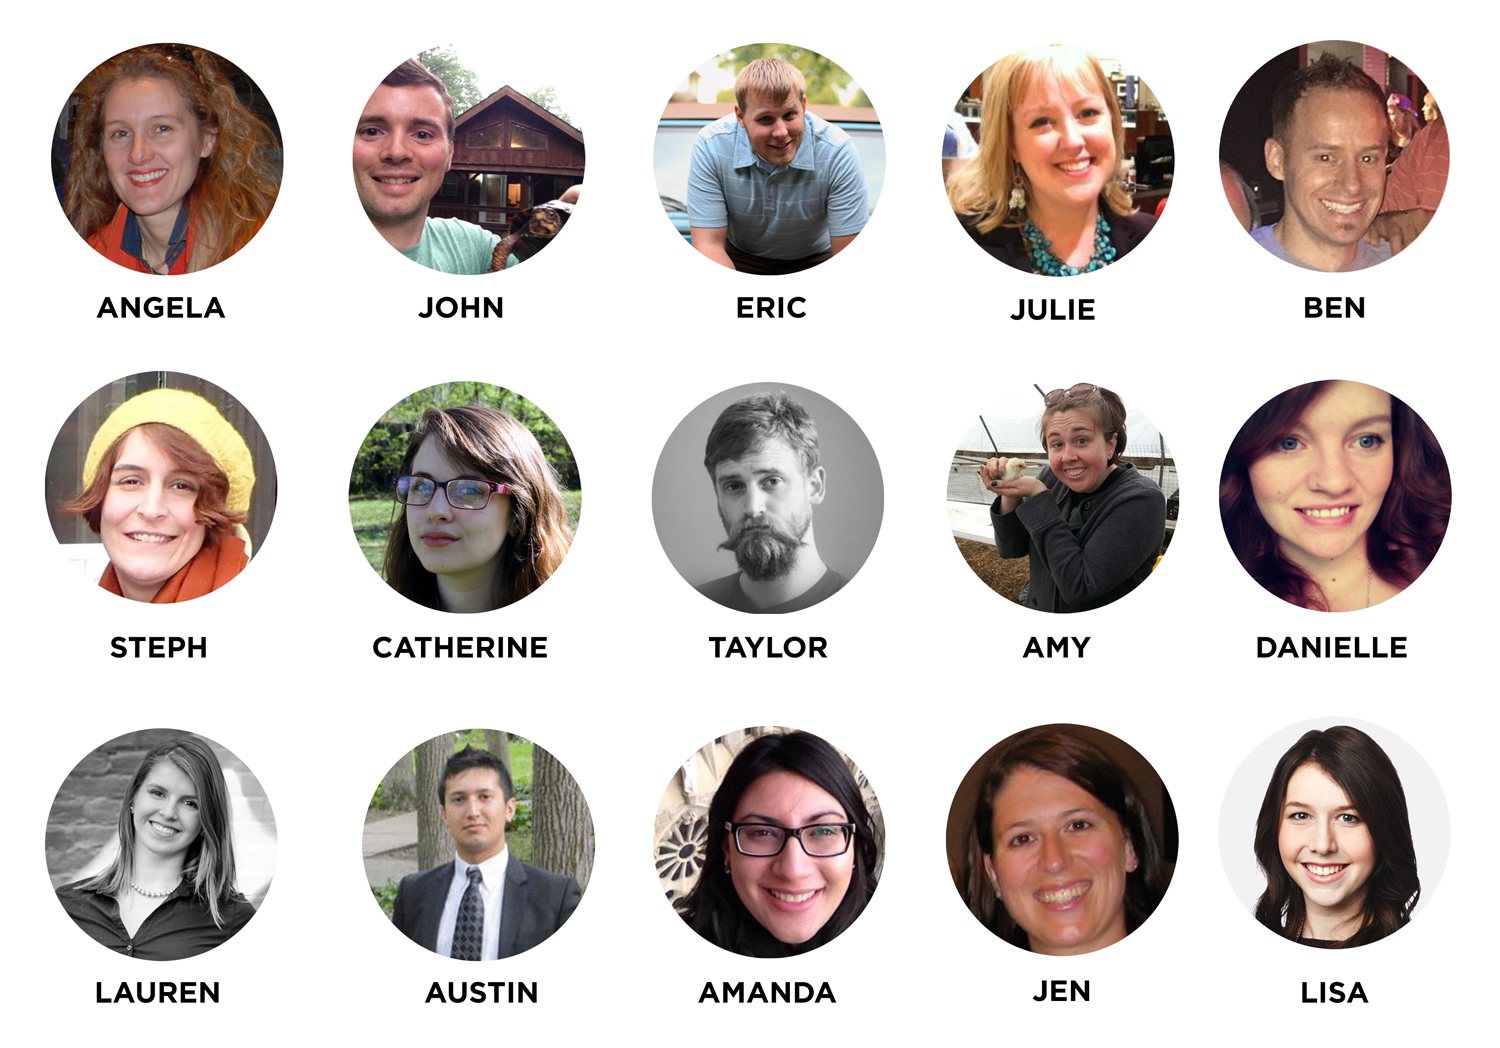 ANGELA
JOHN
ERIC
JULIE
BEN
STEPH
CATHERINE
TAYLOR
AMY
DANIELLE
LAUREN
AUSTIN
AMANDA
JEN
LISA